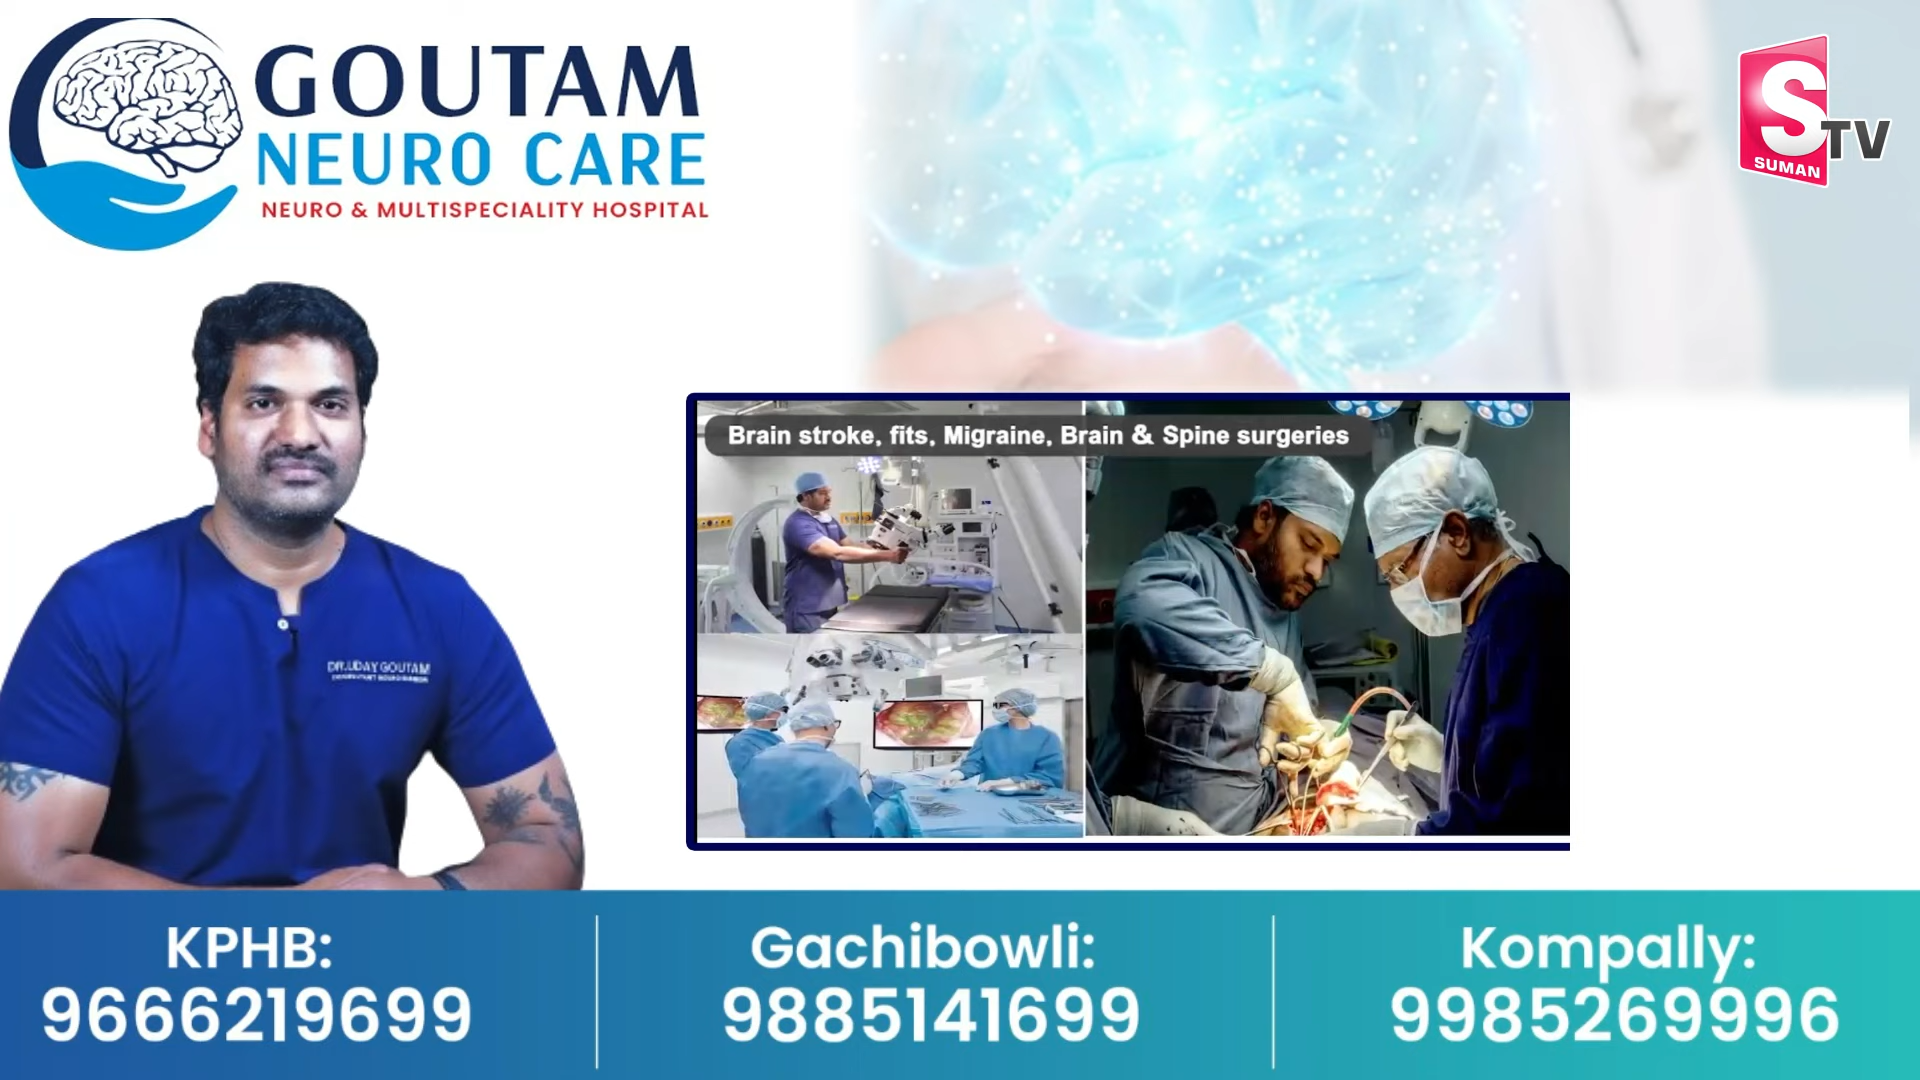 GOUTAM
NEURO CARE
NEURO & MULTISPECIALITY HOSPITAL
S TV
SUMAN
Brain stroke, fits, Migraine, Brain & Spine surgeries
DR.UDAY GOUTAM
KPHB:
9666219699
Gachibowli:
9885141699
Kompally:
9985269996